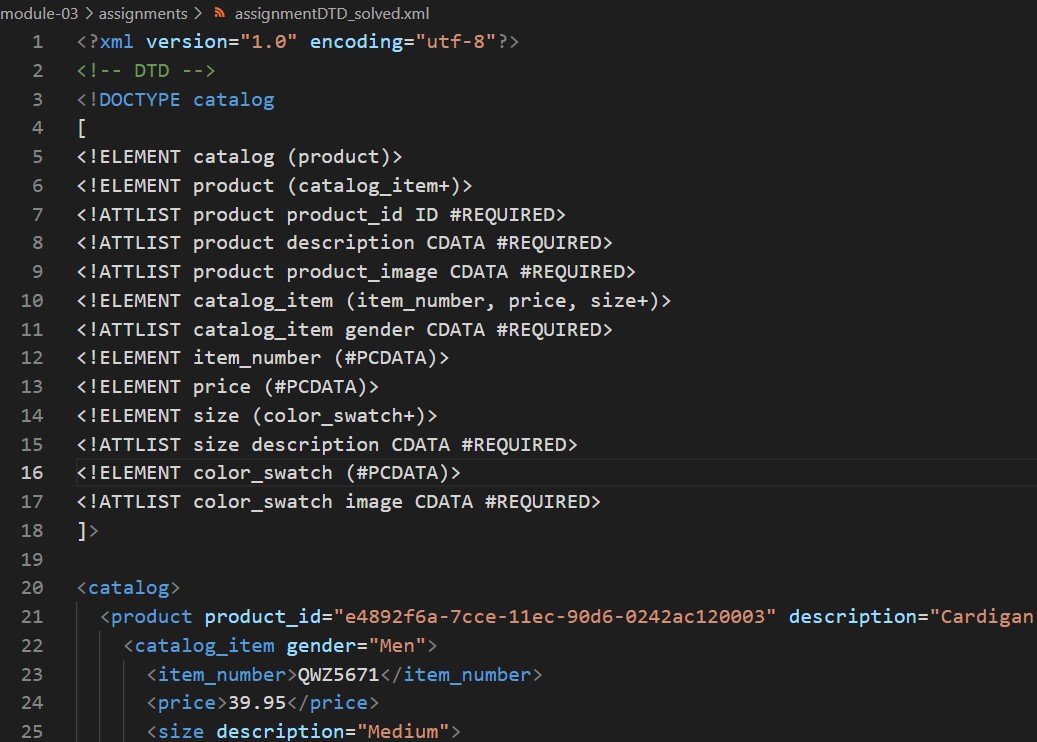 module-03 > assignments > assignmentDTD_solved.xml
1 <?xml version="1.0" encoding="utf-8"?>
2 <!-- DTD -->
3 <!DOCTYPE catalog
4 [
5 <!ELEMENT catalog (product)>
6 <!ELEMENT product (catalog_item+)>
7 <!ATTLIST product product_id ID #REQUIRED>
8 <!ATTLIST product description CDATA #REQUIRED>
9 <!ATTLIST product product_image CDATA #REQUIRED>
10 <!ELEMENT catalog_item (item_number, price, size+)>
11 <!ATTLIST catalog_item gender CDATA #REQUIRED>
12 <!ELEMENT item_number (#PCDATA)>
13 <!ELEMENT price (#PCDATA)>
14 <!ELEMENT size (color_swatch+)>
15 <!ATTLIST size description CDATA #REQUIRED>
16 <!ELEMENT color_swatch (#PCDATA)>
17 <!ATTLIST color_swatch image CDATA #REQUIRED>
18 ]>
19
20 <catalog>
21 <product product_id="e4892f6a-7cce-11ec-90d6-0242ac120003" description="Cardigan
22 <catalog_item gender="Men">
23 <item_number>QWZ5671</item_number>
24 <price>39.95</price>
25 <size description="Medium">